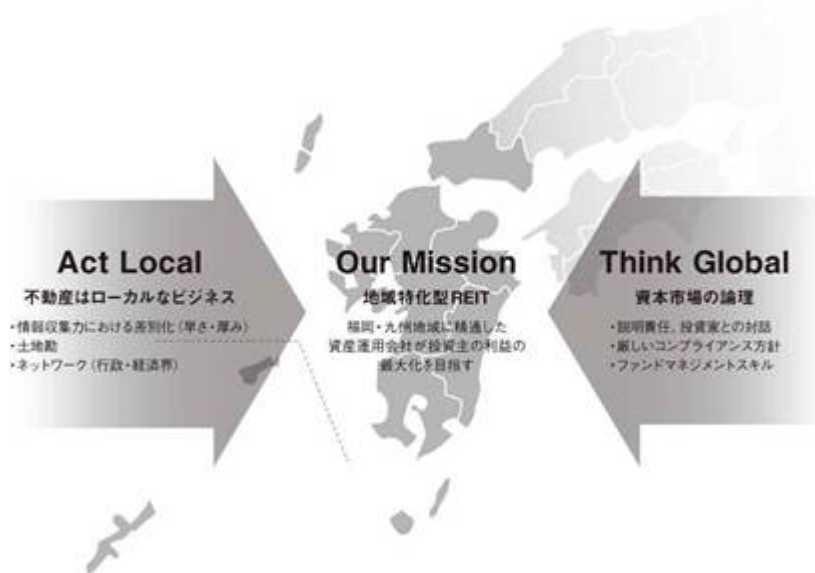 Act Local
不動産はローカルなビジネス
・情報収集力における差別化（早さ・厚み）
・土地勘
・ネットワーク（行政・経済界）
Our Mission
地域特化型REIT
福岡・九州地域に精通した
資産運用会社が投資主の利益の
最大化を目指す
Think Global
資本市場の論理
・説明責任、投資家との対話
・厳しいコンプライアンス方針
・ファンドマネジメントスキル